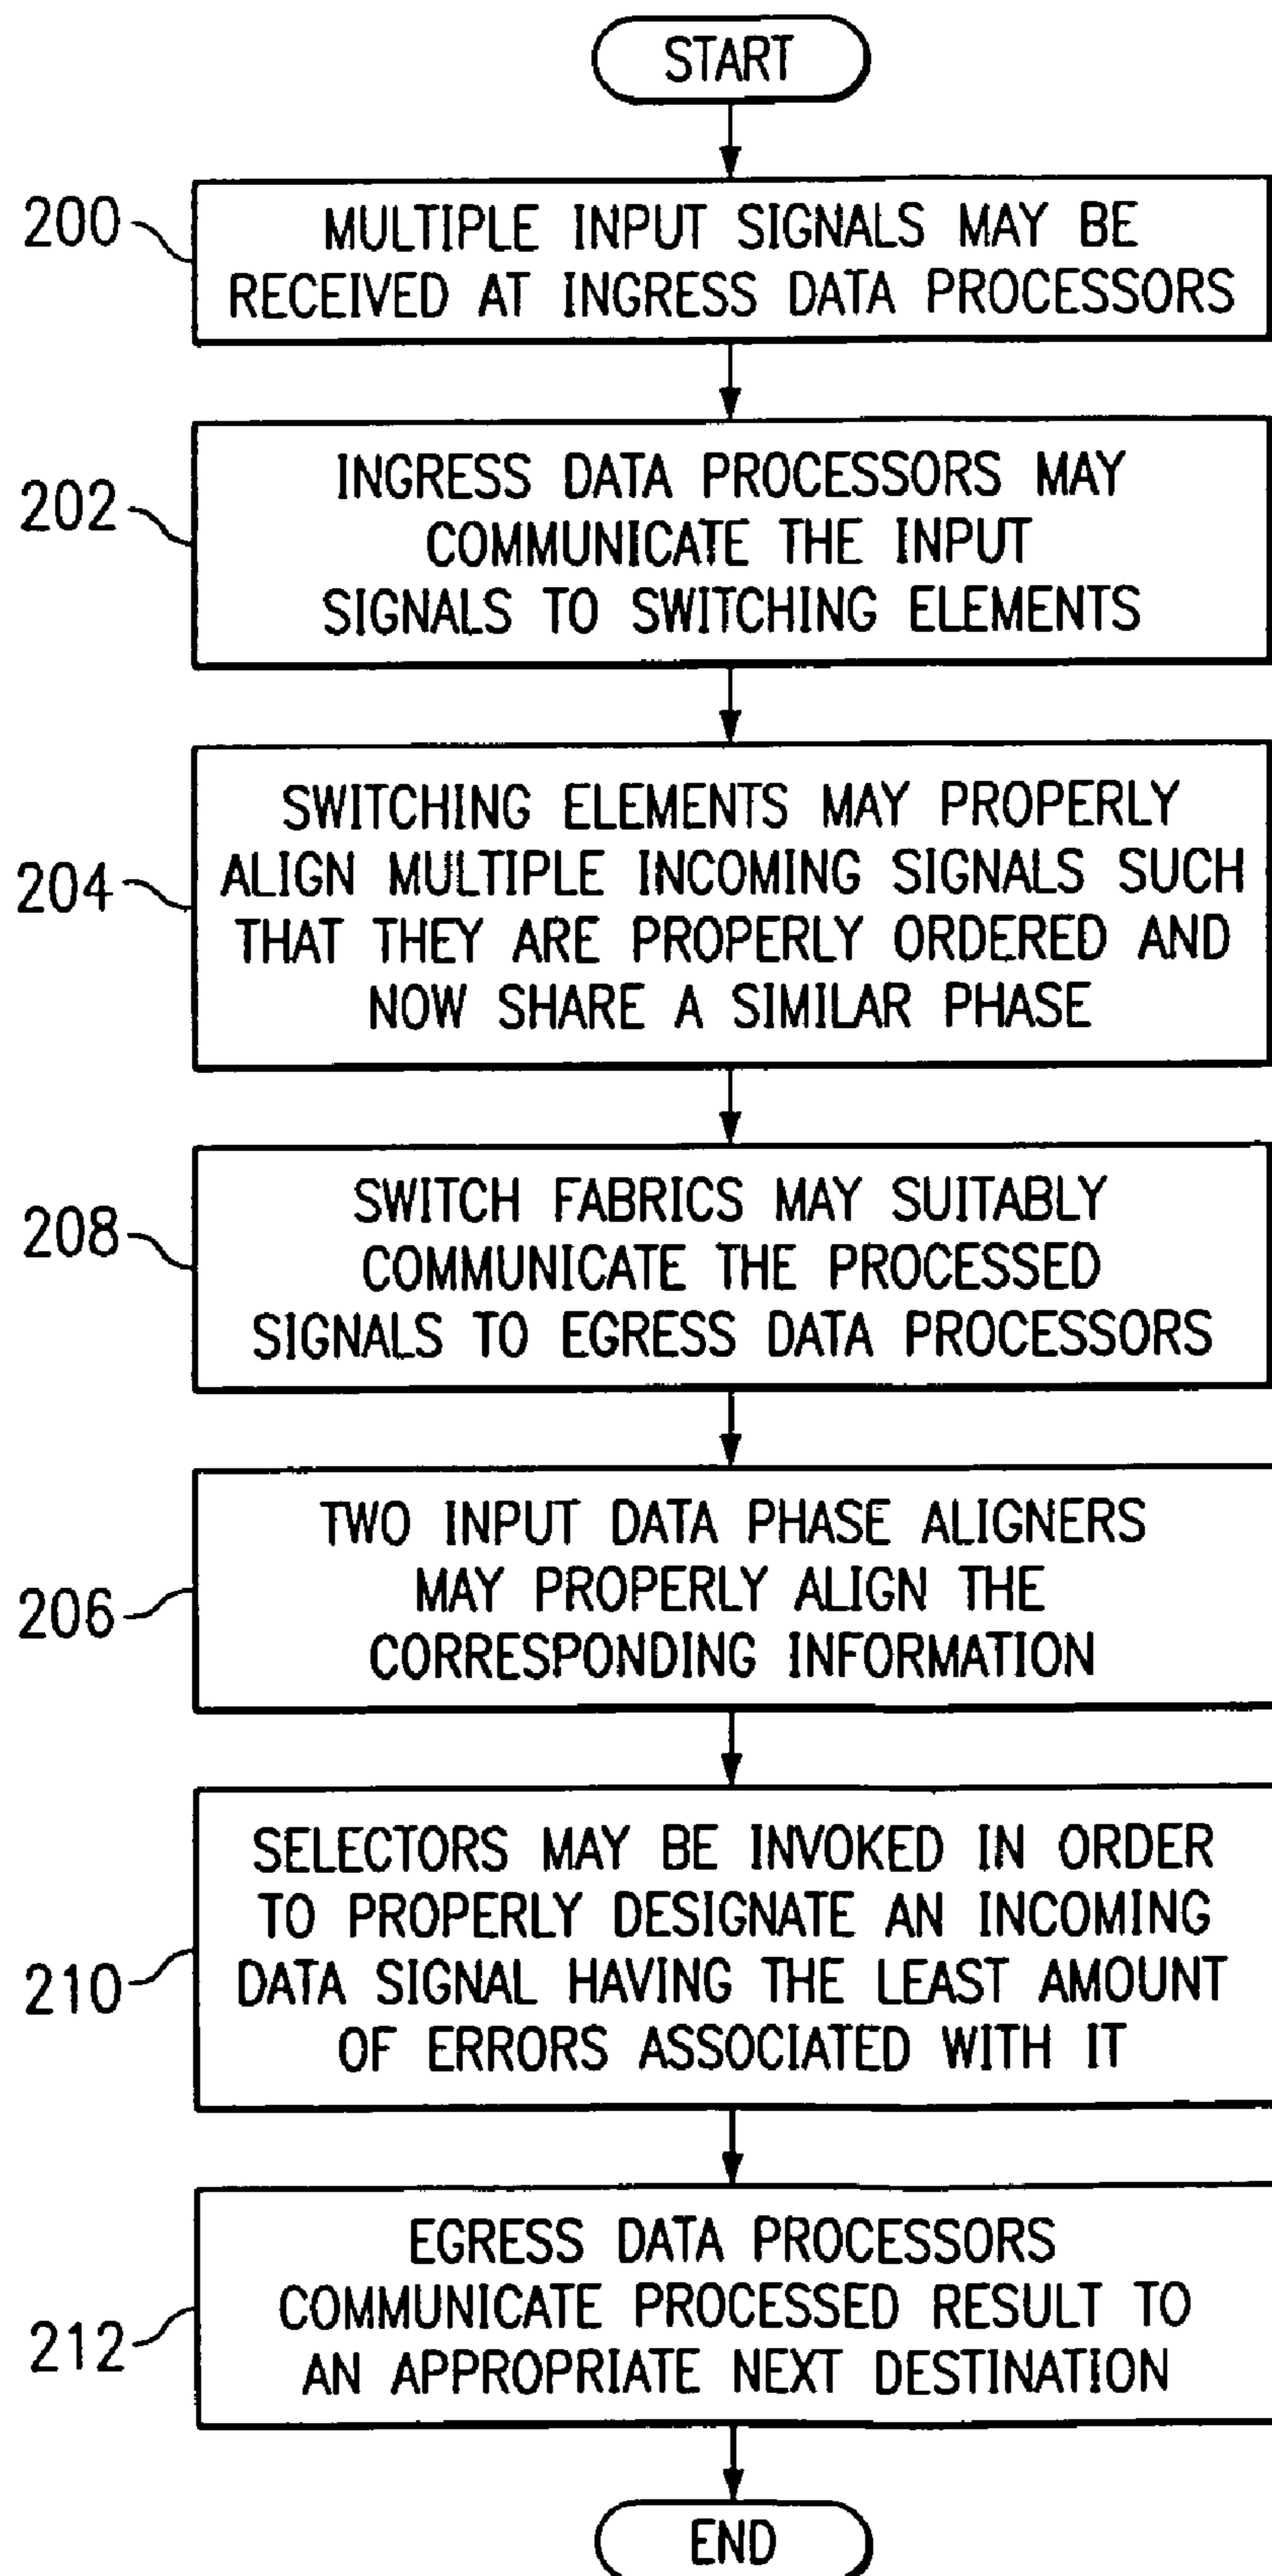 START
200
MULTIPLE INPUT SIGNALS MAY BE
RECEIVED AT INGRESS DATA PROCESSORS
202
INGRESS DATA PROCESSORS MAY
COMMUNICATE THE INPUT
SIGNALS TO SWITCHING ELEMENTS
204
SWITCHING ELEMENTS MAY PROPERLY
ALIGN MULTIPLE INCOMING SIGNALS SUCH
THAT THEY ARE PROPERLY ORDERED AND
NOW SHARE A SIMILAR PHASE
208
SWITCH FABRICS MAY SUITABLY
COMMUNICATE THE PROCESSED
SIGNALS TO EGRESS DATA PROCESSORS
206
TWO INPUT DATA PHASE ALIGNERS
MAY PROPERLY ALIGN THE
CORRESPONDING INFORMATION
210
SELECTORS MAY BE INVOKED IN ORDER
TO PROPERLY DESIGNATE AN INCOMING
DATA SIGNAL HAVING THE LEAST AMOUNT
OF ERRORS ASSOCIATED WITH IT
212
EGRESS DATA PROCESSORS
COMMUNICATE PROCESSED RESULT TO
AN APPROPRIATE NEXT DESTINATION
END